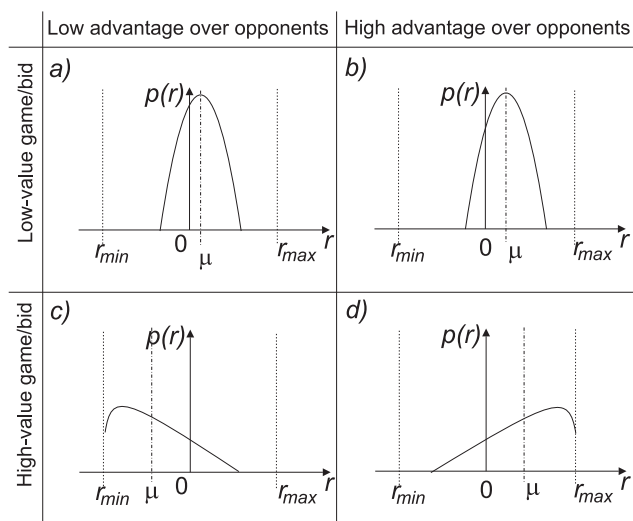 Low advantage over opponents
High advantage over opponents
Low-value game/bid
a)
p(r)
r_min
0
μ
r_max
r
b)
p(r)
r_min
0
μ
r_max
r
High-value game/bid
c)
p(r)
r_min
μ
0
r_max
r
d)
p(r)
r_min
0
μ
r_max
r